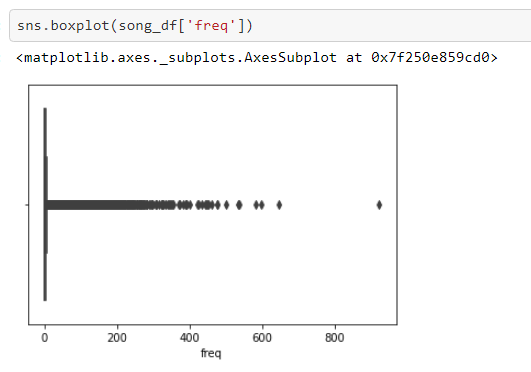 sns.boxplot(song_df['freq'])
<matplotlib.axes._subplots.AxesSubplot at 0x7f250e859cd0>
0 200 400 600 800
freq